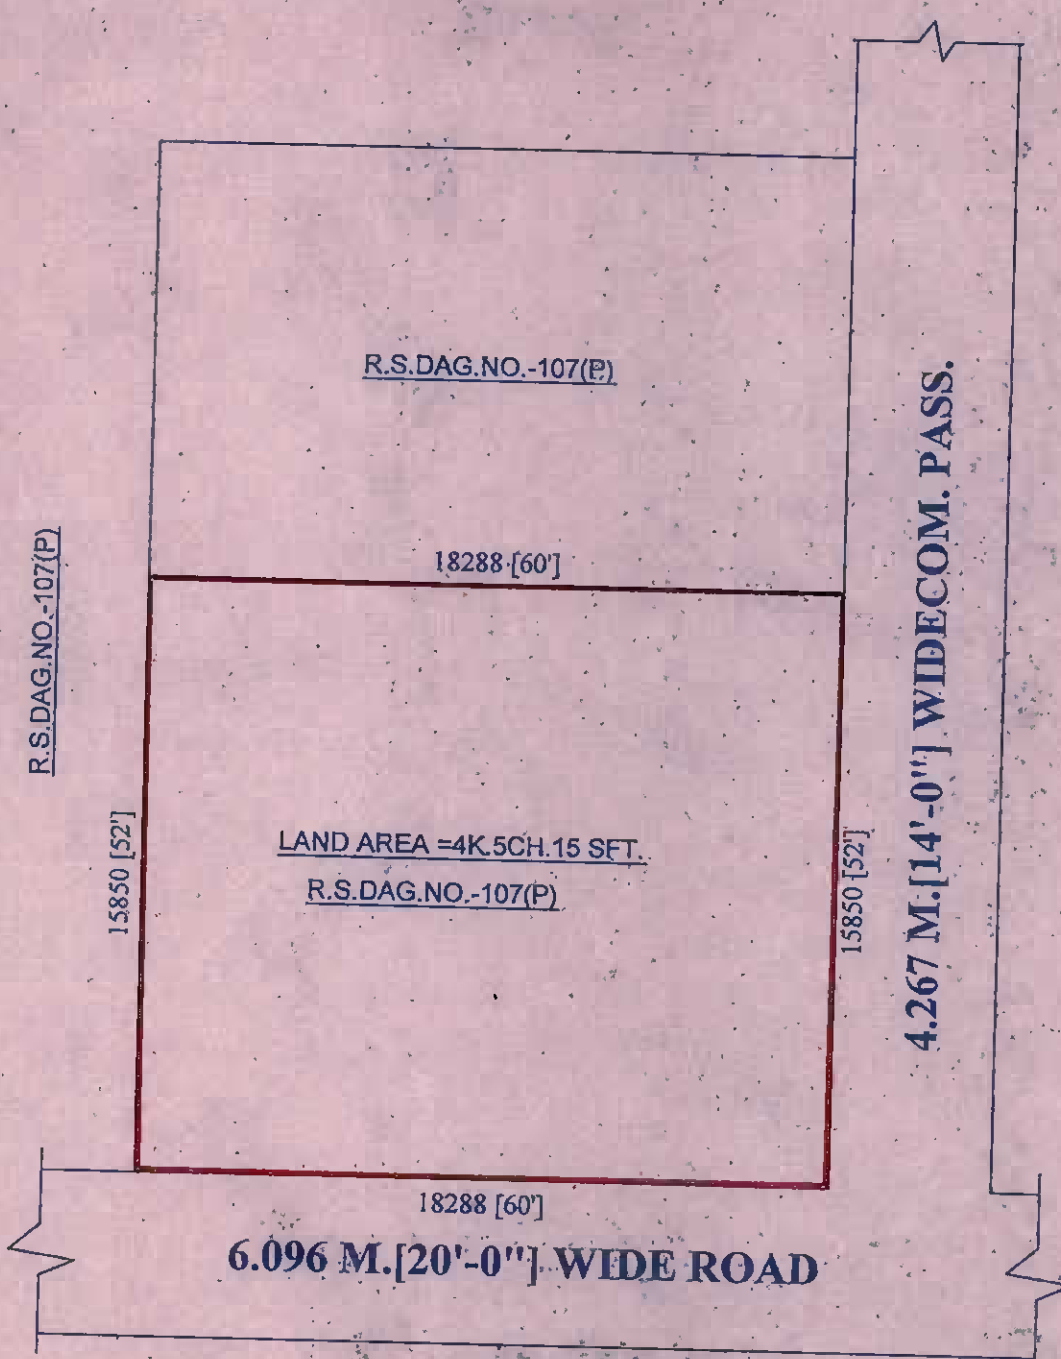 R.S.DAG.NO.-107(P)
18288 [60']
R.S.DAG.NO.-107(P)
4.267 M.[14'-0"] WIDECOM. PASS.
15850 [52']
LAND AREA =4K.5CH.15 SFT.
R.S.DAG.NO.-107(P)
15850 [52']
18288 [60']
6.096 M.[20'-0"] WIDE ROAD